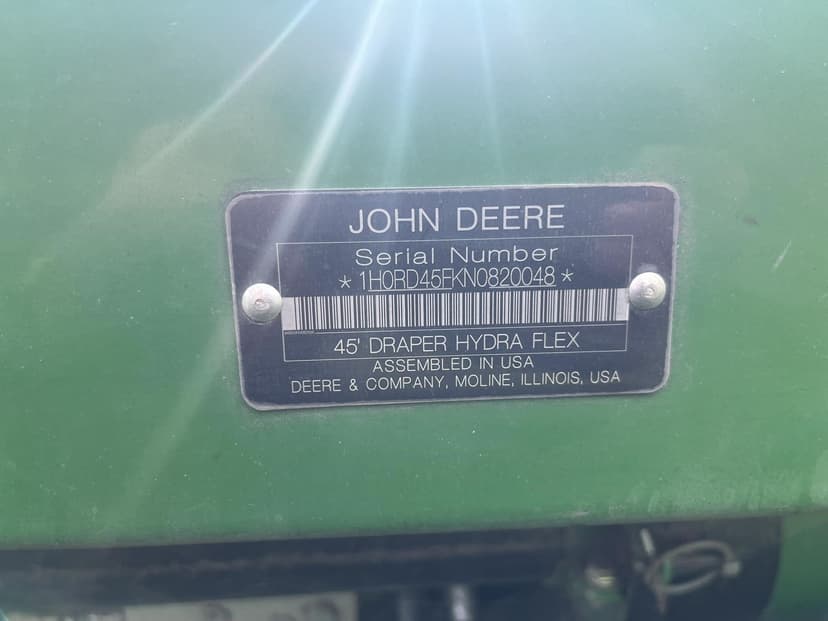 JOHN DEERE
Serial Number
* 1H0RD45FKN0820048 *
45' DRAPER HYDRA FLEX
ASSEMBLED IN USA
DEERE & COMPANY, MOLINE, ILLINOIS, USA